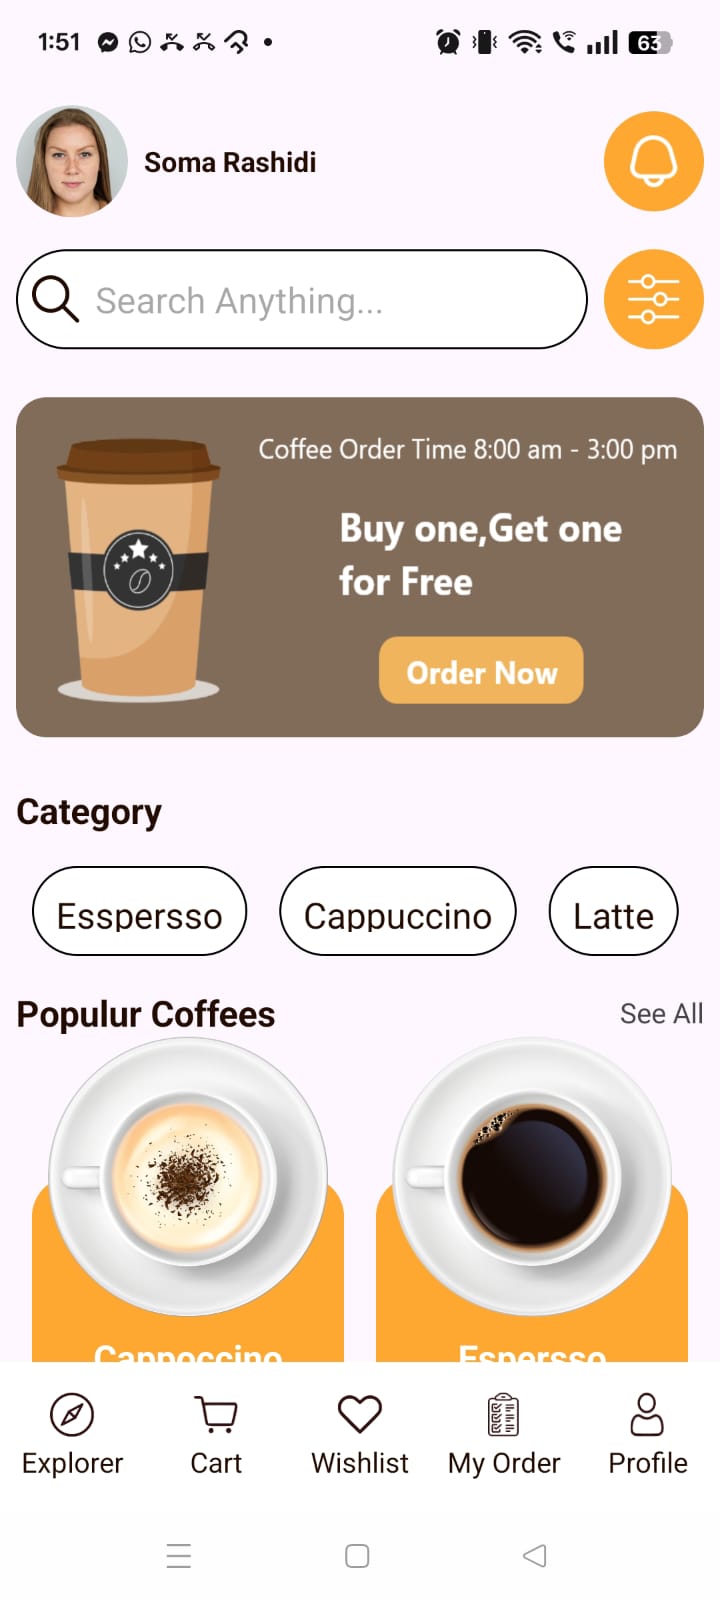 1:51
63
Soma Rashidi
Search Anything...
Coffee Order Time 8:00 am - 3:00 pm
Buy one,Get one
for Free
Order Now
Category
Esspersso
Cappuccino
Latte
Populur Coffees
See All
Cappoccino
Espersso
Explorer
Cart
Wishlist
My Order
Profile